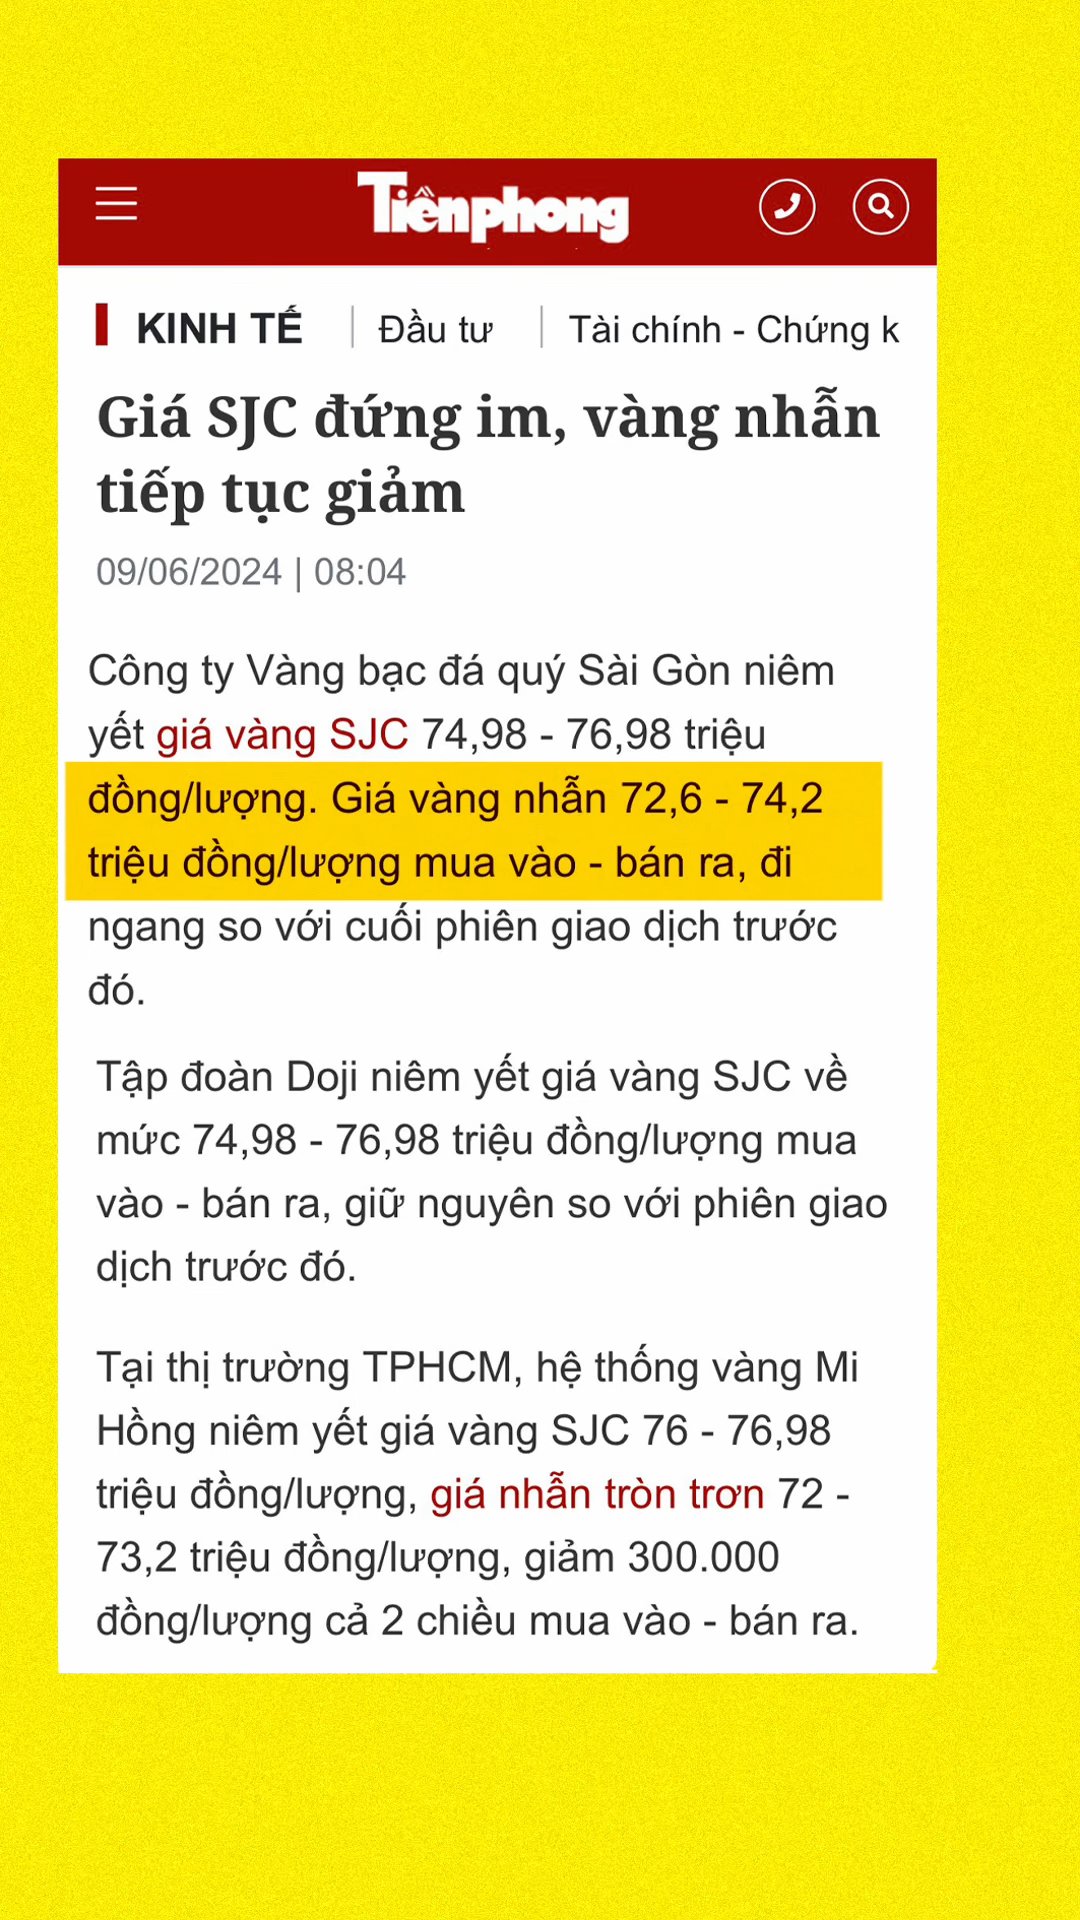 Tiềnphong
KINH TẾ
Đầu tư
Tài chính - Chứng k
Giá SJC đứng im, vàng nhẫn
tiếp tục giảm
09/06/2024 | 08:04
Công ty Vàng bạc đá quý Sài Gòn niêm
yết giá vàng SJC 74,98 - 76,98 triệu
đồng/lượng. Giá vàng nhẫn 72,6 - 74,2
triệu đồng/lượng mua vào - bán ra, đi
ngang so với cuối phiên giao dịch trước
đó.
Tập đoàn Doji niêm yết giá vàng SJC về
mức 74,98 - 76,98 triệu đồng/lượng mua
vào - bán ra, giữ nguyên so với phiên giao
dịch trước đó.
Tại thị trường TPHCM, hệ thống vàng Mi
Hồng niêm yết giá vàng SJC 76 - 76,98
triệu đồng/lượng, giá nhẫn tròn trơn 72 -
73,2 triệu đồng/lượng, giảm 300.000
đồng/lượng cả 2 chiều mua vào - bán ra.